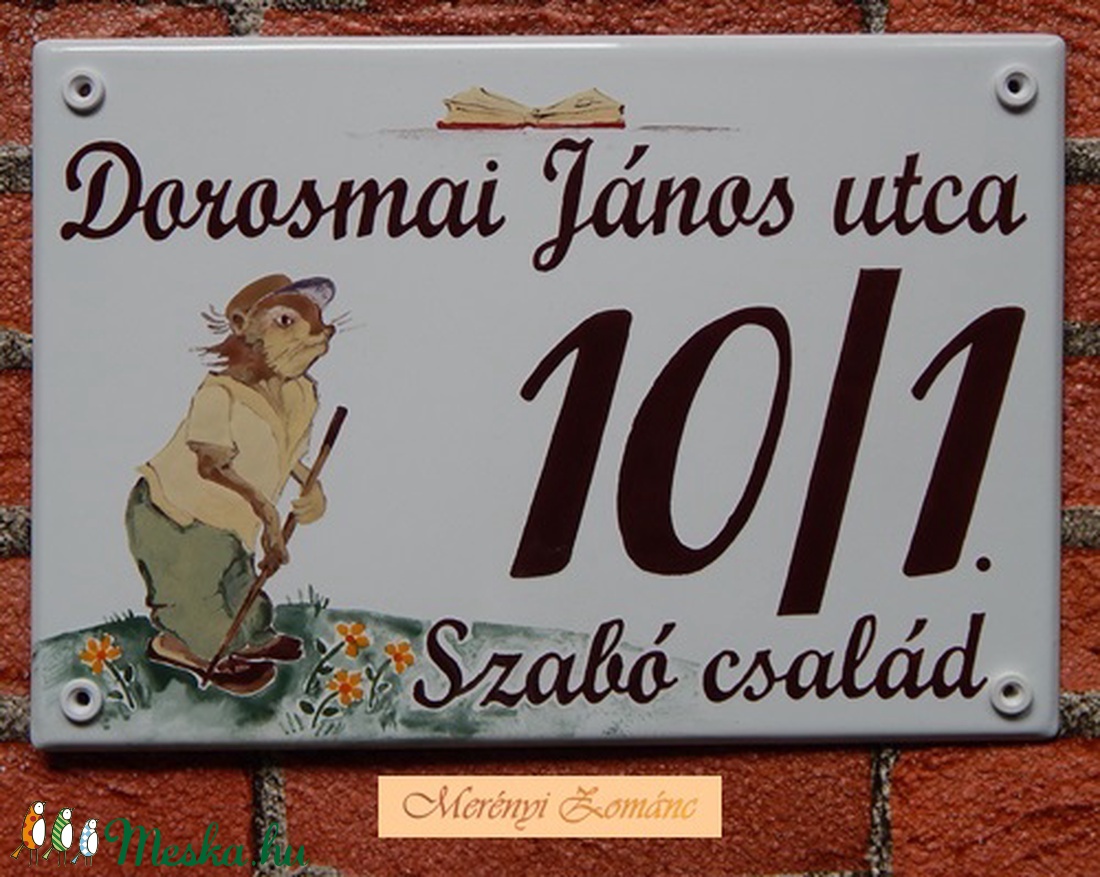 Dorosmai János utca
10/1.
Szabó család
Merényi Zománc
Meska.hu